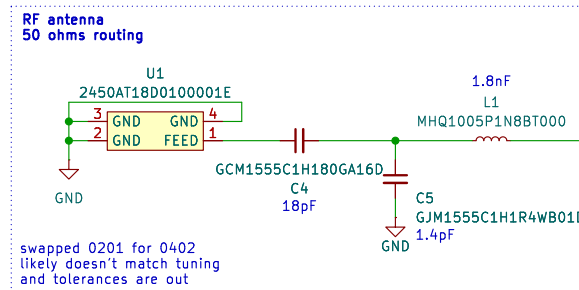 RF antenna
50 ohms routing
U1
2450AT18D0100001E
3 GND GND 4
2 GND FEED 1
GND
GCM1555C1H180GA16D
C4
18pF
1.8nF
L1
MHQ1005P1N8BT000
C5
GJM1555C1H1R4WB01D
1.4pF
GND
swapped 0201 for 0402
likely doesn't match tuning
and tolerances are out